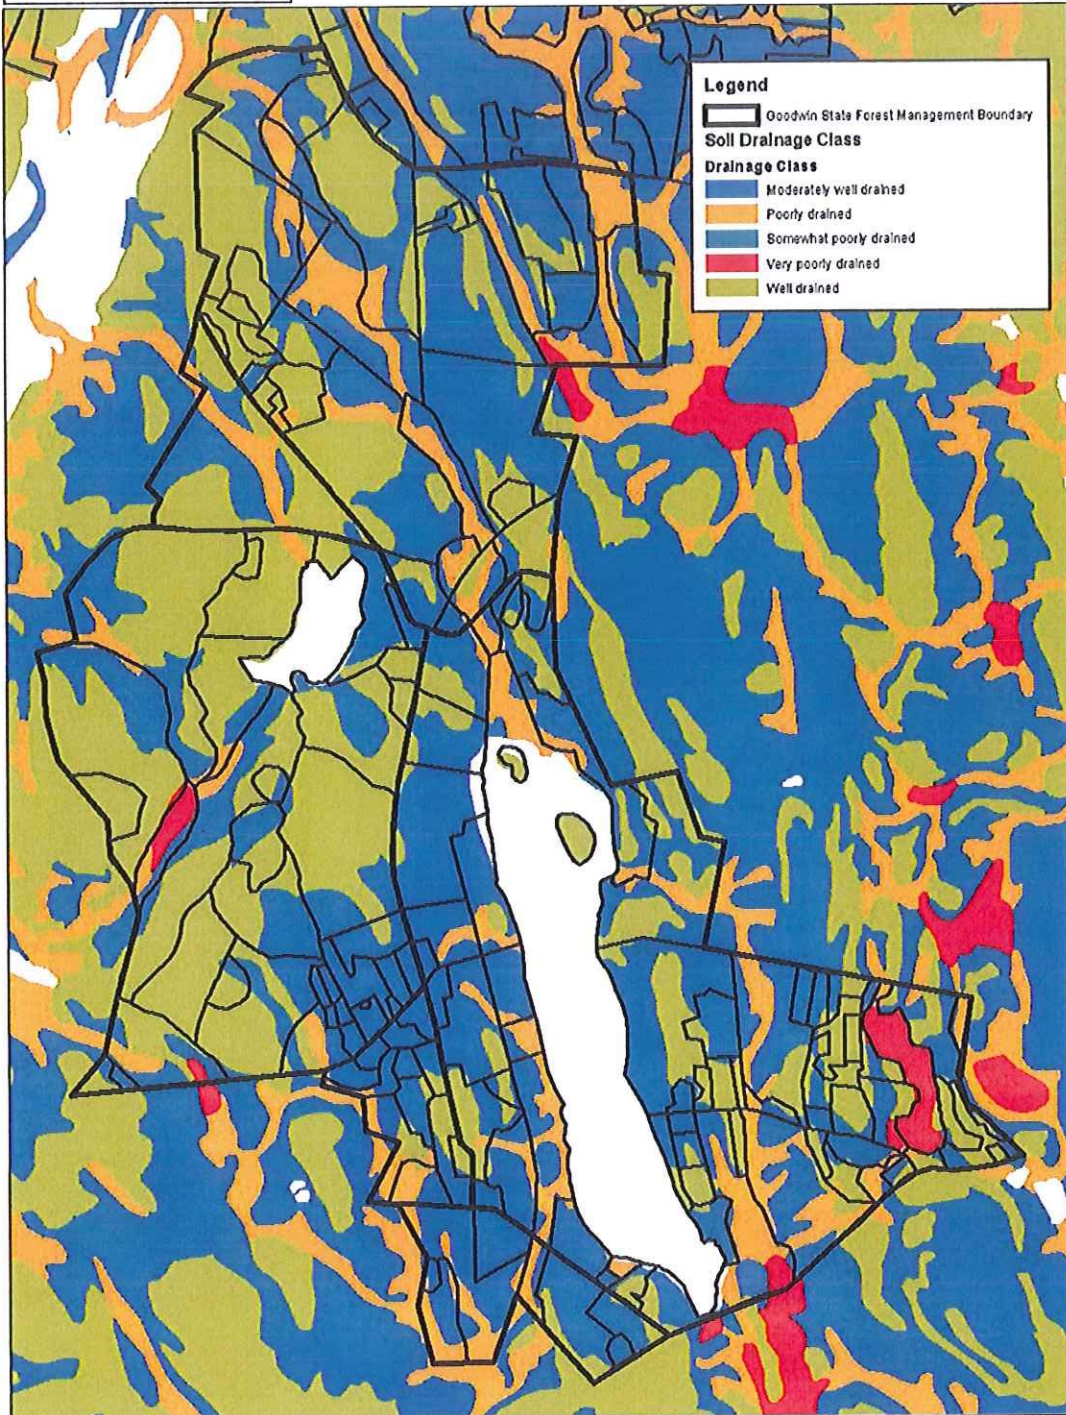 Legend
Goodwin State Forest Management Boundary
Soil Drainage Class
Drainage Class
Moderately well drained
Poorly drained
Somewhat poorly drained
Very poorly drained
Well drained